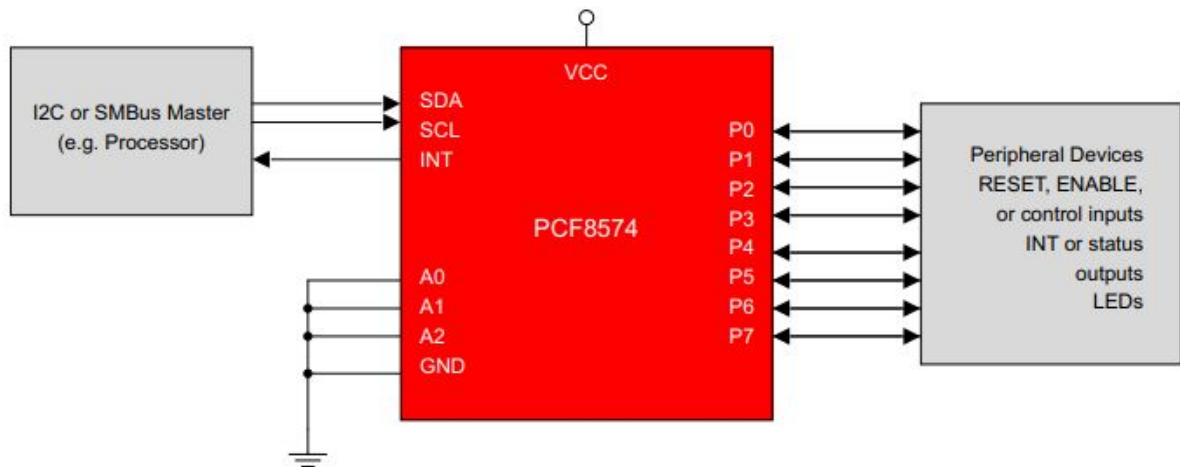 VCC
I2C or SMBus Master
(e.g. Processor)
SDA
SCL
INT
A0
A1
A2
GND
PCF8574
P0
P1
P2
P3
P4
P5
P6
P7
Peripheral Devices
RESET, ENABLE,
or control inputs
INT or status
outputs
LEDs